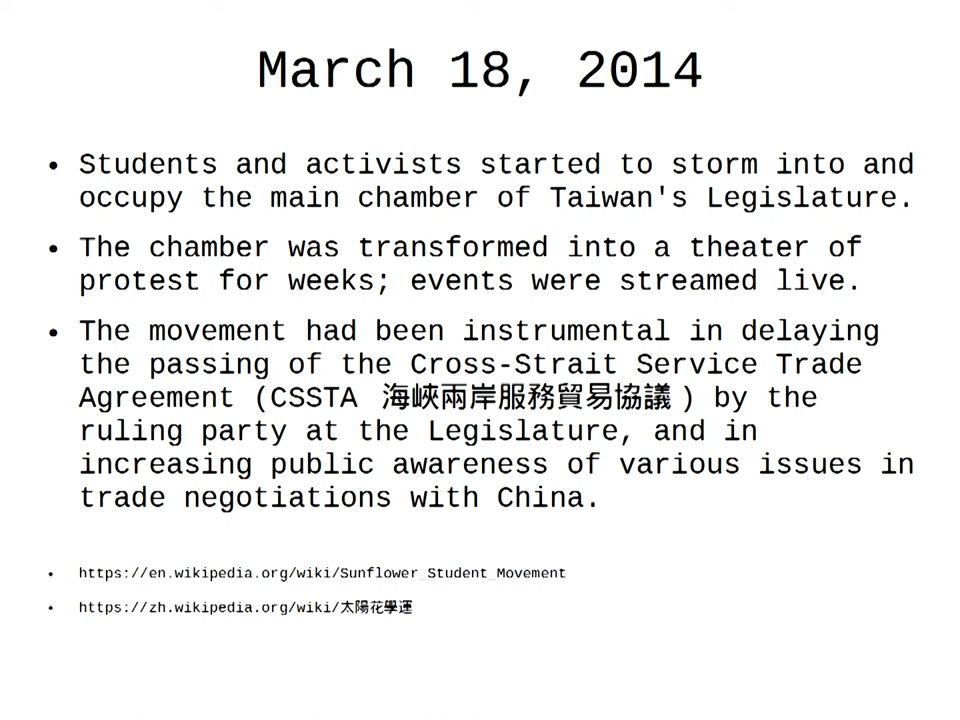 March 18, 2014
• Students and activists started to storm into and
occupy the main chamber of Taiwan's Legislature.
• The chamber was transformed into a theater of
protest for weeks; events were streamed live.
• The movement had been instrumental in delaying
the passing of the Cross-Strait Service Trade
Agreement (CSSTA 海峽兩岸服務貿易協議) by the
ruling party at the Legislature, and in
increasing public awareness of various issues in
trade negotiations with China.
• https://en.wikipedia.org/wiki/Sunflower_Student_Movement
• https://zh.wikipedia.org/wiki/太陽花學運